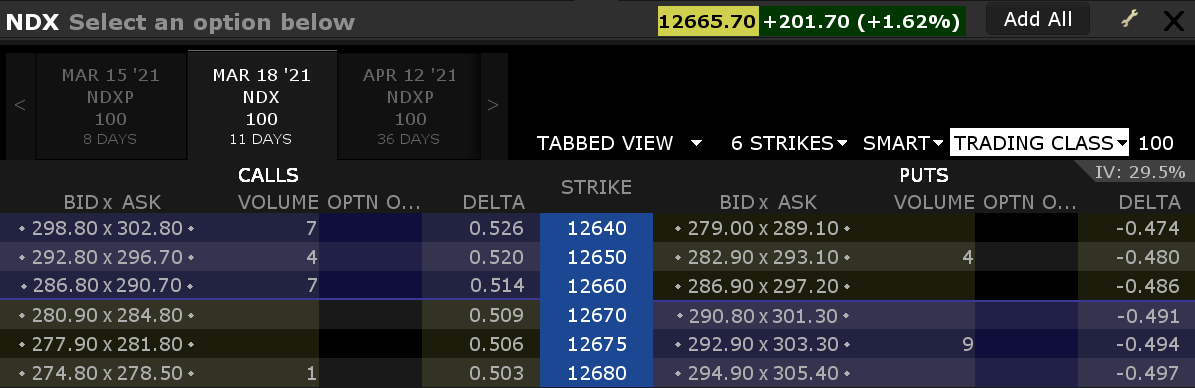 NDX Select an option below 12665.70 +201.70 (+1.62%) Add All X
< MAR 15 '21 MAR 18 '21 APR 12 '21 >
NDXP NDX NDXP
100 100 100
8 DAYS 11 DAYS 36 DAYS
TABBED VIEW 6 STRIKES SMART TRADING CLASS 100
CALLS STRIKE PUTS IV: 29.5%
BID x ASK VOLUME OPTN O... DELTA BID x ASK VOLUME OPTN O... DELTA
298.80 x 302.80 7 0.526 12640 279.00 x 289.10 -0.474
292.80 x 296.70 4 0.520 12650 282.90 x 293.10 4 -0.480
286.80 x 290.70 7 0.514 12660 286.90 x 297.20 -0.486
280.90 x 284.80 0.509 12670 290.80 x 301.30 -0.491
277.90 x 281.80 0.506 12675 292.90 x 303.30 9 -0.494
274.80 x 278.50 1 0.503 12680 294.90 x 305.40 -0.497